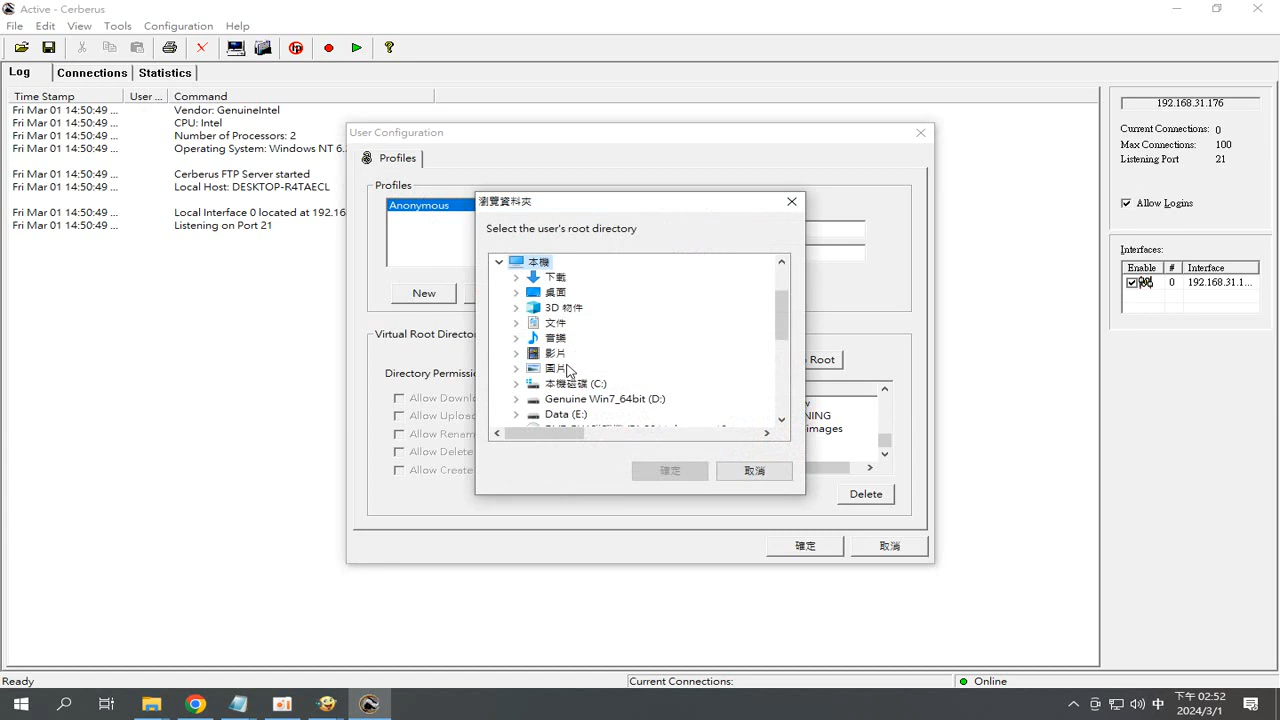 Active - Cerberus
File Edit View Tools Configuration Help
Log Connections Statistics
Time Stamp User ... Command
Fri Mar 01 14:50:49 ... Vendor: GenuineIntel
Fri Mar 01 14:50:49 ... CPU: Intel
Fri Mar 01 14:50:49 ... Number of Processors: 2
Fri Mar 01 14:50:49 ... Operating System: Windows NT 6.
Fri Mar 01 14:50:49 ... Cerberus FTP Server started
Fri Mar 01 14:50:49 ... Local Host: DESKTOP-R4TAECL
Fri Mar 01 14:50:49 ... Local Interface 0 located at 192.16
Fri Mar 01 14:50:49 ... Listening on Port 21
User Configuration
Profiles
Profiles
Anonymous
New
Virtual Root Director
Directory Permiss
Allow Downl
Allow Upload
Allow Renam
Allow Delete
Allow Create
Root
NING
images
Delete
確定 取消
瀏覽資料夾
Select the user's root directory
本機
下載
桌面
3D 物件
文件
音樂
影片
圖片
本機磁碟 (C:)
Genuine Win7_64bit (D:)
Data (E:)
確定 取消
192.168.31.176
Current Connections: 0
Max Connections: 100
Listening Port 21
Allow Logins
Interfaces:
Enable # Interface
0 192.168.31.1...
Ready Current Connections: Online
中
下午 02:52
2024/3/1